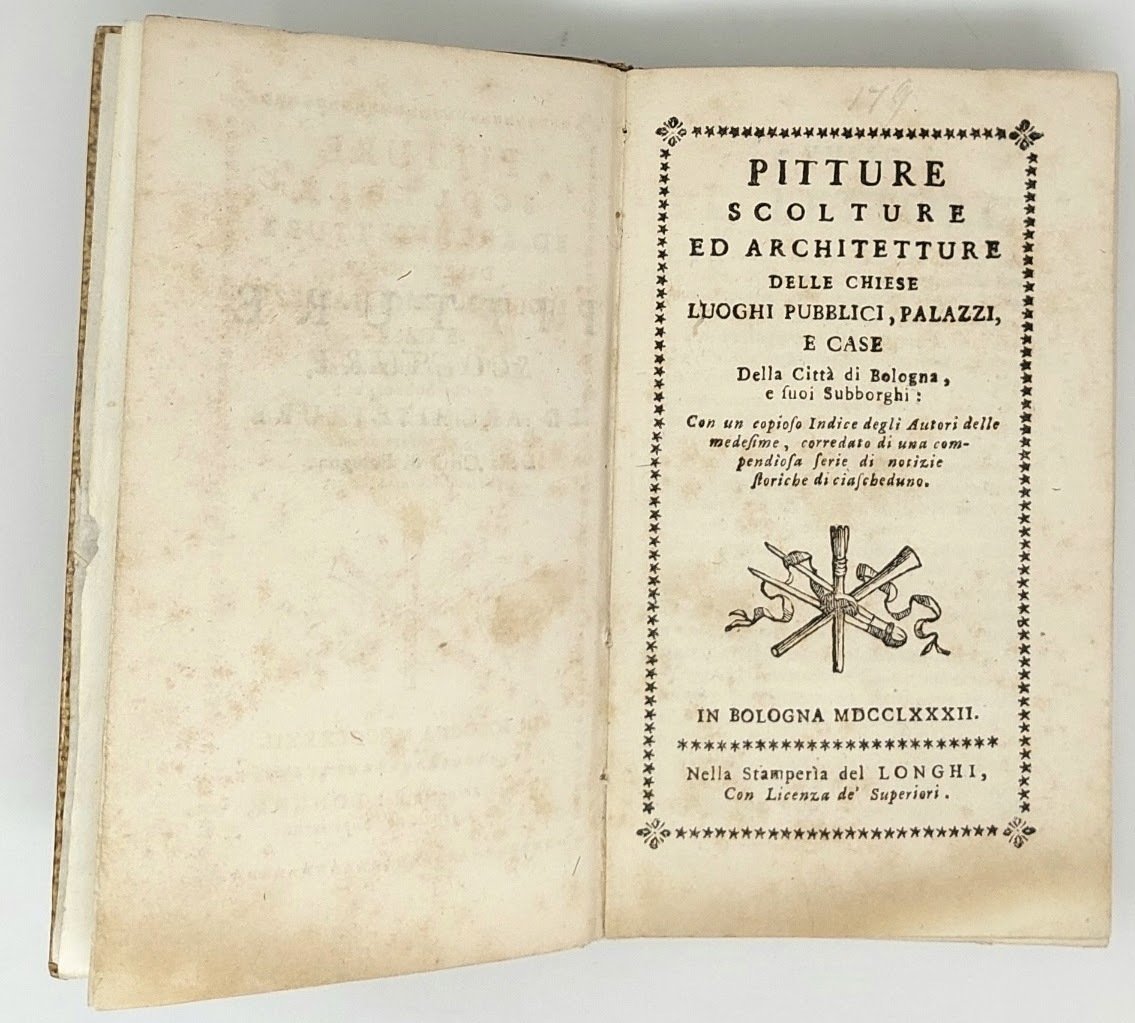 179.
PITTURE
SCOLTURE
ED ARCHITETTURE
DELLE CHIESE
LUOGHI PUBBLICI, PALAZZI,
E CASE
Della Città di Bologna,
e ſuoi Subborghi:
Con un copioſo Indice degli Autori delle
medeſime, corredato di una com-
pendioſa ſerie di notizie
ſtoriche di ciaſcheduno.
IN BOLOGNA MDCCLXXXII.
Nella Stamperìa del LONGHI,
Con Licenza de' Superiori.